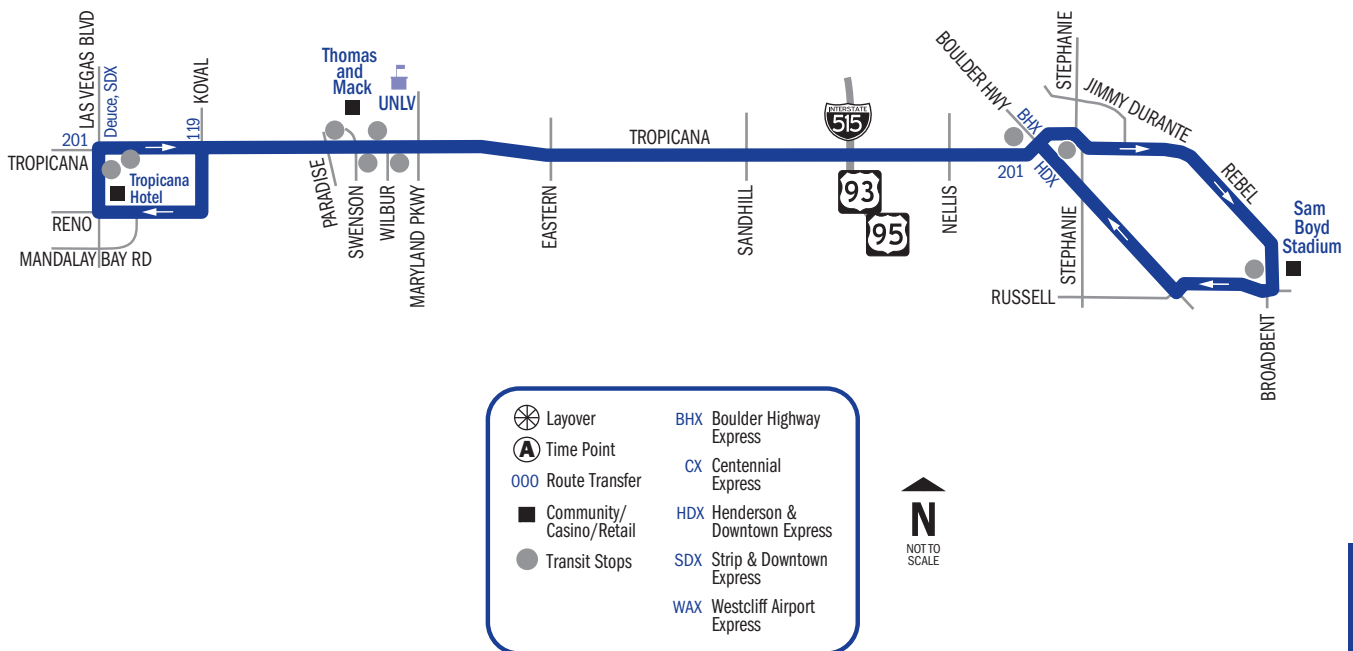 LAS VEGAS BLVD
Deuce, SDX
201
TROPICANA
119
KOVAL
Tropicana
Hotel
RENO
MANDALAY BAY RD
Thomas
and
Mack
UNLV
PARADISE
SWENSON
WILBUR
MARYLAND PKWY
EASTERN
TROPICANA
SANDHILL
INTERSTATE
515
93
95
NELLIS
BOULDER HWY
BHX
201
HDX
STEPHANIE
JIMMY DURANTE
REBEL
STEPHANIE
RUSSELL
Sam
Boyd
Stadium
BROADBENT
Layover
A Time Point
000 Route Transfer
Community/
Casino/Retail
Transit Stops
BHX Boulder Highway
Express
CX Centennial
Express
HDX Henderson &
Downtown Express
SDX Strip & Downtown
Express
WAX Westcliff Airport
Express
N
NOT TO
SCALE